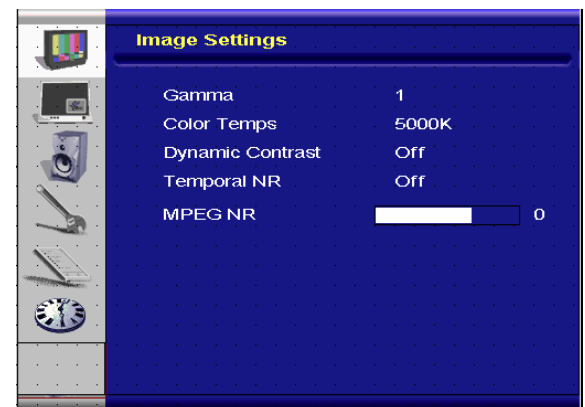 Image Settings
Gamma 1
Color Temps 5000K
Dynamic Contrast Off
Temporal NR Off
MPEG NR 0